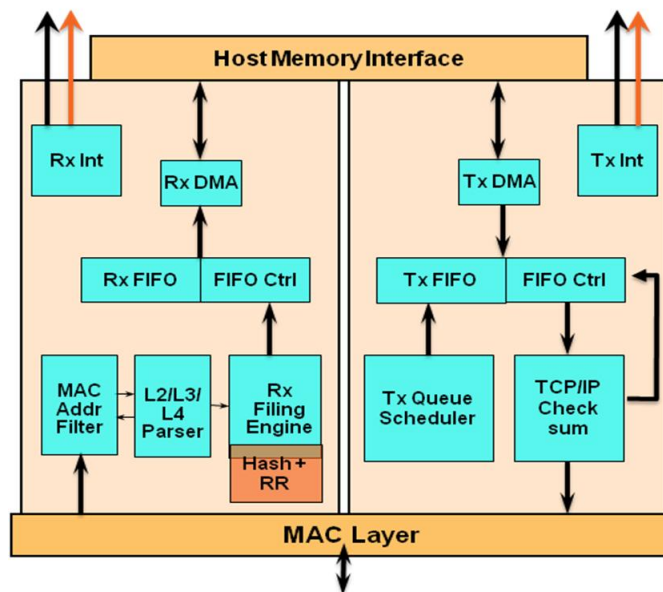 Host Memory Interface
Rx Int
Rx DMA
Tx DMA
Tx Int
Rx FIFO
FIFO Ctrl
Tx FIFO
FIFO Ctrl
MAC
Addr
Filter
L2/L3/
L4
Parser
Rx
Filing
Engine
Hash +
RR
Tx Queue
Scheduler
TCP/IP
Check
sum
MAC Layer